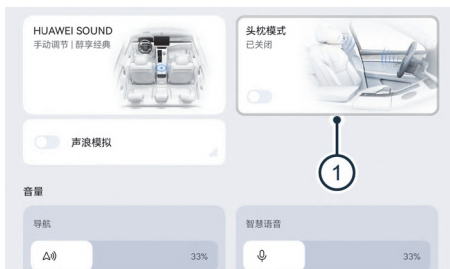 HUAWEI SOUND
手动调节 | 醇享经典
头枕模式
已关闭
声浪模拟
1
音量
导航
智慧语音
33%
33%